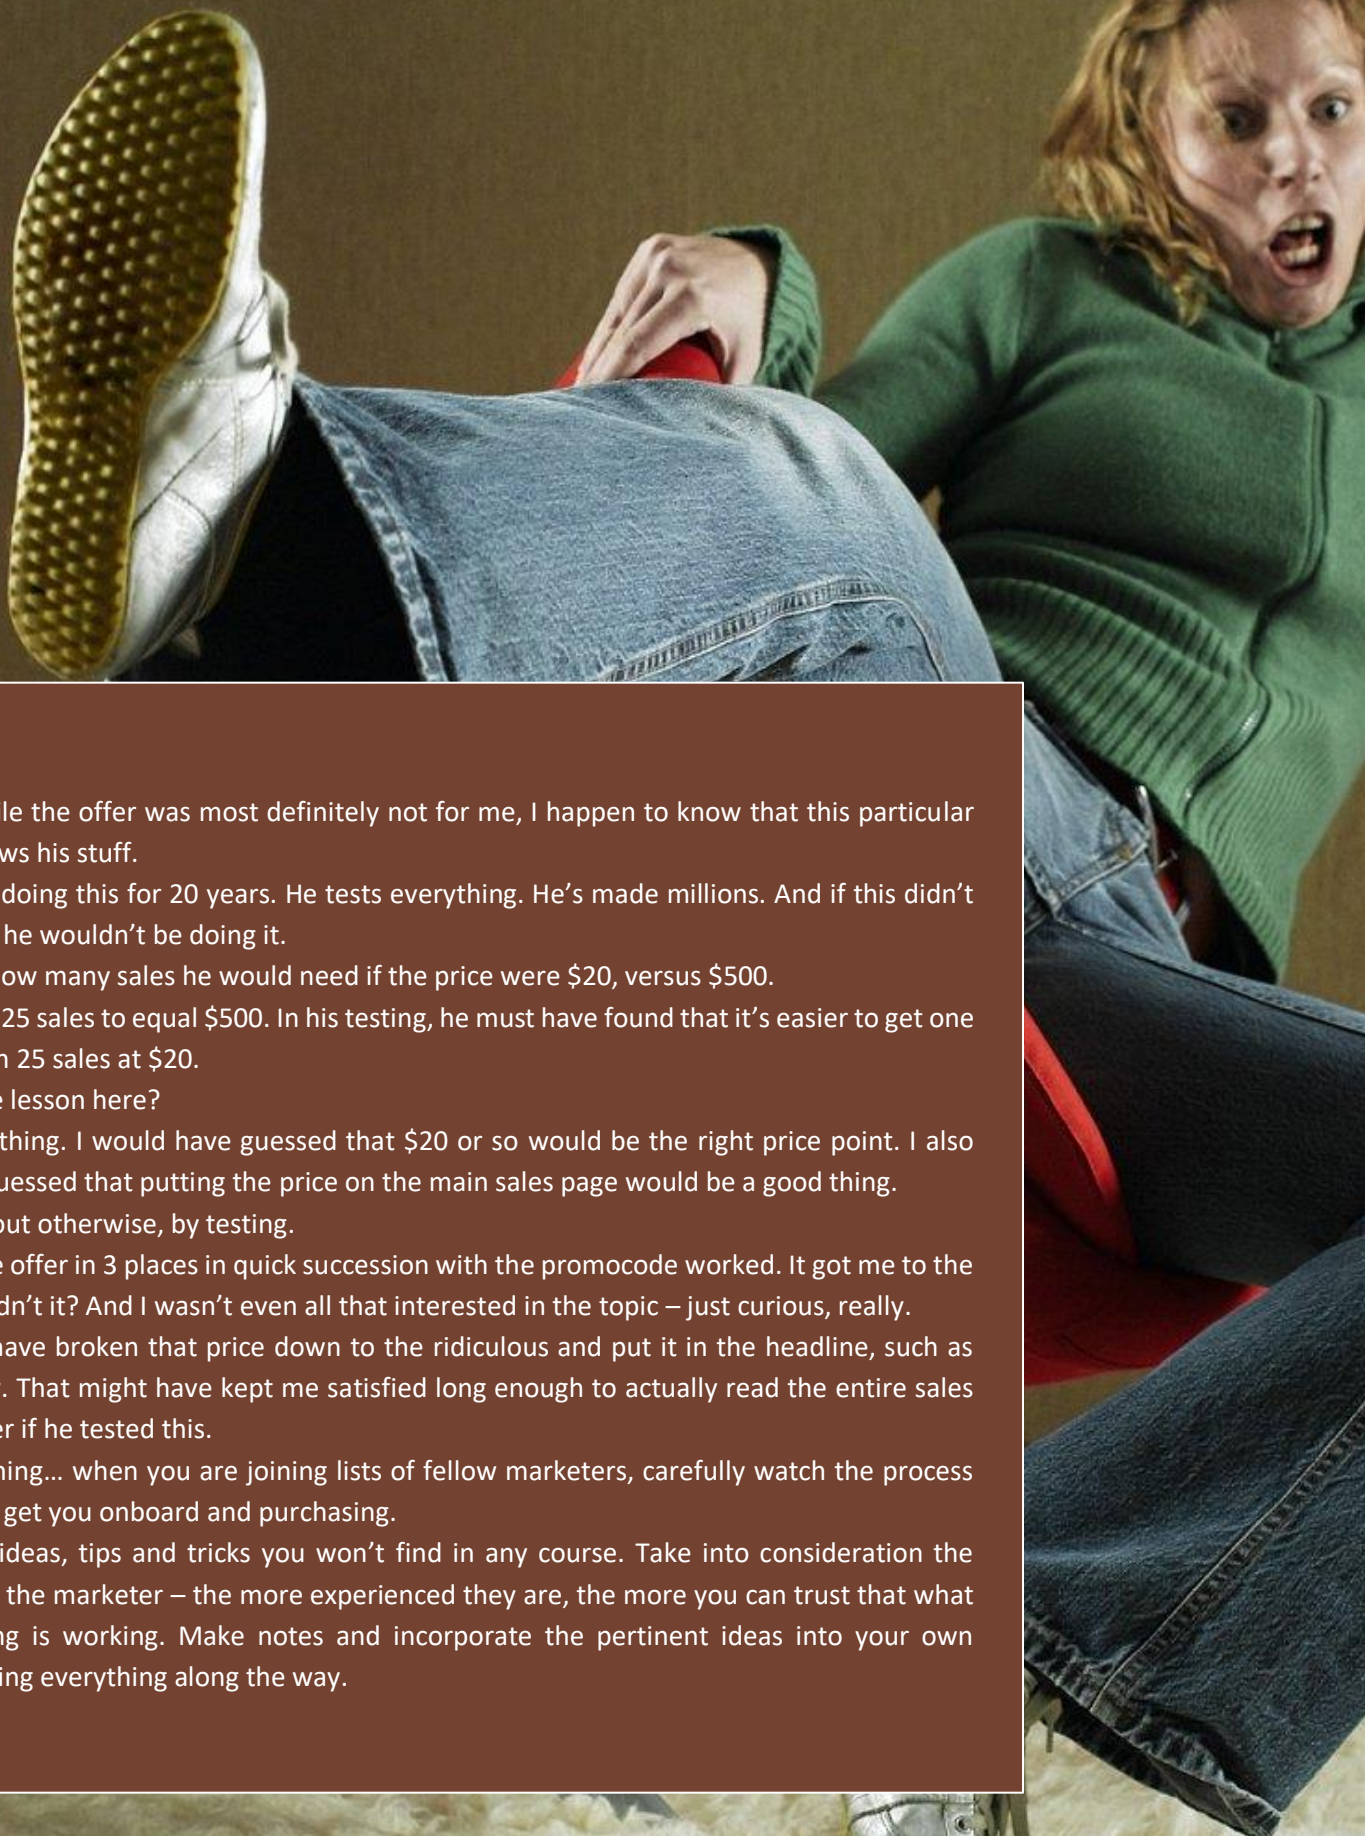 ile the offer was most definitely not for me, I happen to know that this particular
ws his stuff.
doing this for 20 years. He tests everything. He’s made millions. And if this didn’t
he wouldn’t be doing it.
ow many sales he would need if the price were $20, versus $500.
25 sales to equal $500. In his testing, he must have found that it’s easier to get one
n 25 sales at $20.
e lesson here?
thing. I would have guessed that $20 or so would be the right price point. I also
uessed that putting the price on the main sales page would be a good thing.
out otherwise, by testing.
e offer in 3 places in quick succession with the promocode worked. It got me to the
dn’t it? And I wasn’t even all that interested in the topic – just curious, really.
have broken that price down to the ridiculous and put it in the headline, such as
. That might have kept me satisfied long enough to actually read the entire sales
er if he tested this.
hing… when you are joining lists of fellow marketers, carefully watch the process
get you onboard and purchasing.
ideas, tips and tricks you won’t find in any course. Take into consideration the
the marketer – the more experienced they are, the more you can trust that what
ng is working. Make notes and incorporate the pertinent ideas into your own
ing everything along the way.